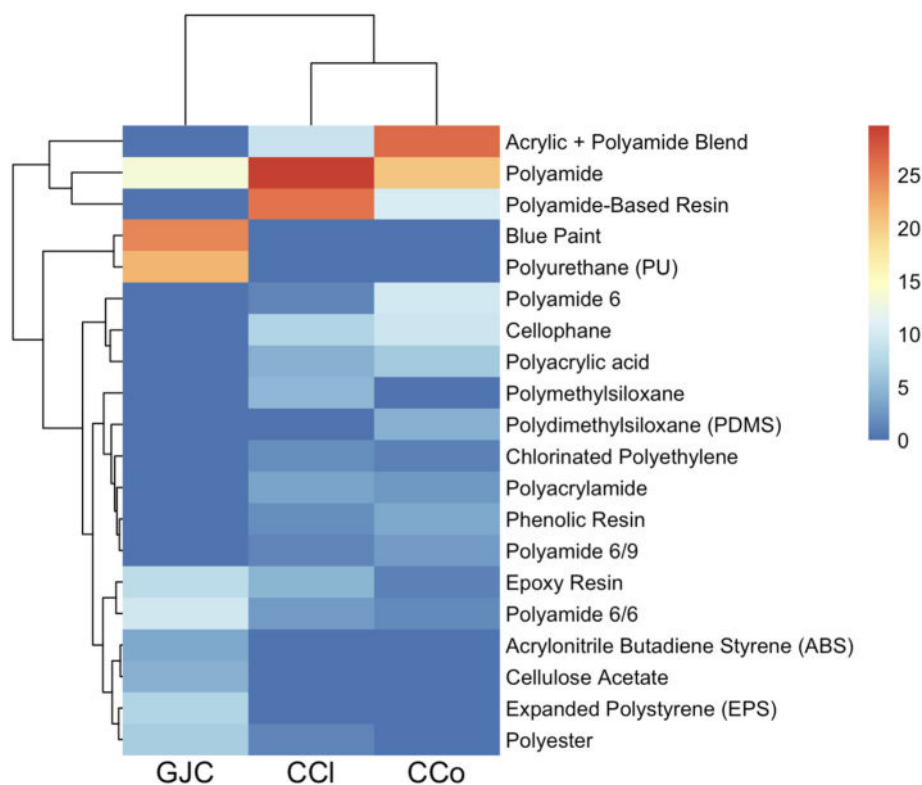 Acrylic + Polyamide Blend
Polyamide
Polyamide-Based Resin
Blue Paint
Polyurethane (PU)
Polyamide 6
Cellophane
Polyacrylic acid
Polymethylsiloxane
Polydimethylsiloxane (PDMS)
Chlorinated Polyethylene
Polyacrylamide
Phenolic Resin
Polyamide 6/9
Epoxy Resin
Polyamide 6/6
Acrylonitrile Butadiene Styrene (ABS)
Cellulose Acetate
Expanded Polystyrene (EPS)
Polyester
GJC CCl CCo
25
20
15
10
5
0